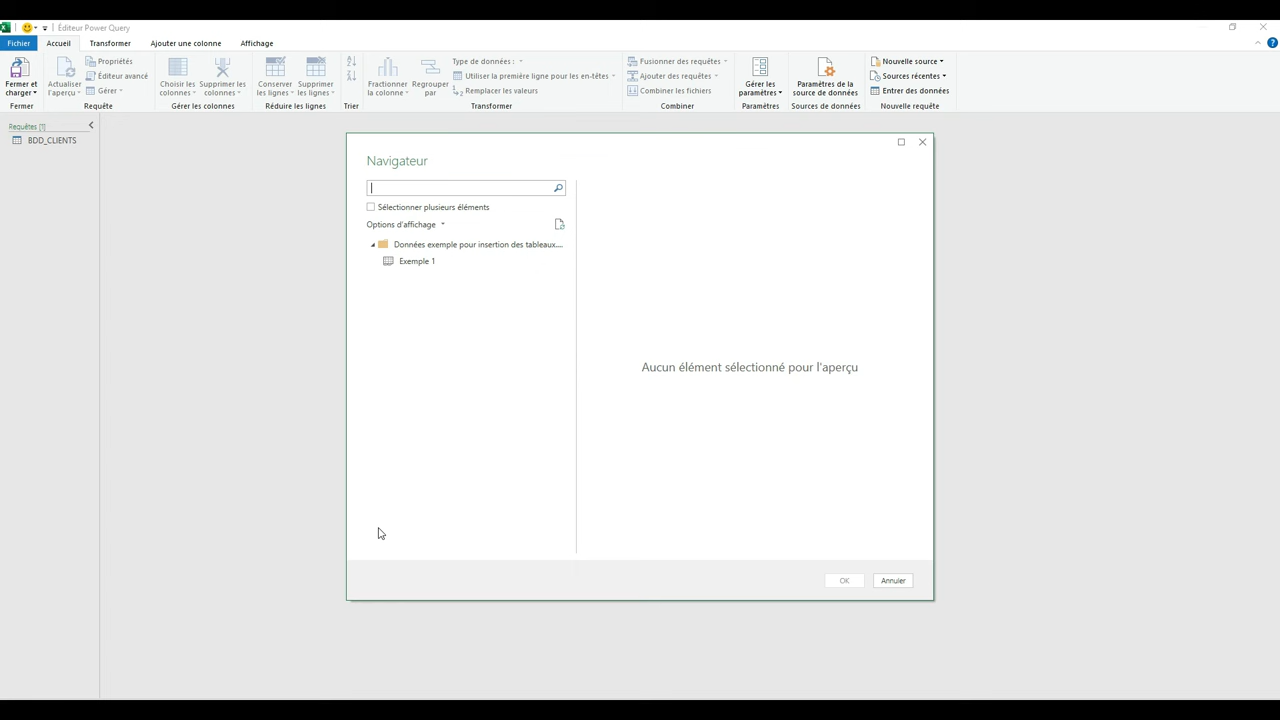 Éditeur Power Query
Fichier Accueil Transformer Ajouter une colonne Affichage
Fermer et charger
Fermer
Actualiser l'aperçu
Propriétés
Éditeur avancé
Gérer
Requête
Choisir les colonnes
Supprimer les colonnes
Gérer les colonnes
Conserver les lignes
Supprimer les lignes
Réduire les lignes
Trier
Fractionner la colonne
Regrouper par
Type de données :
Utiliser la première ligne pour les en-têtes
Remplacer les valeurs
Transformer
Fusionner des requêtes
Ajouter des requêtes
Combiner les fichiers
Combiner
Gérer les paramètres
Paramètres
Paramètres de la source de données
Sources de données
Nouvelle source
Sources récentes
Entrer des données
Nouvelle requête
Requêtes [1]
BDD_CLIENTS
Navigateur
Sélectionner plusieurs éléments
Options d'affichage
Données exemple pour insertion des tableaux....
Exemple 1
Aucun élément sélectionné pour l'aperçu
OK
Annuler